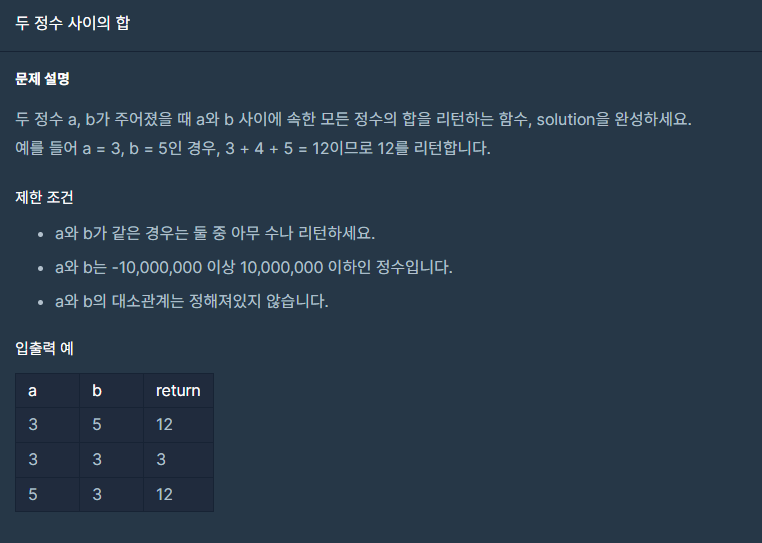 두 정수 사이의 합
문제 설명
두 정수 a, b가 주어졌을 때 a와 b 사이에 속한 모든 정수의 합을 리턴하는 함수, solution을 완성하세요.
예를 들어 a = 3, b = 5인 경우, 3 + 4 + 5 = 12이므로 12를 리턴합니다.
제한 조건
• a와 b가 같은 경우는 둘 중 아무 수나 리턴하세요.
• a와 b는 -10,000,000 이상 10,000,000 이하인 정수입니다.
• a와 b의 대소관계는 정해져있지 않습니다.
입출력 예
a b return
3 5 12
3 3 3
5 3 12